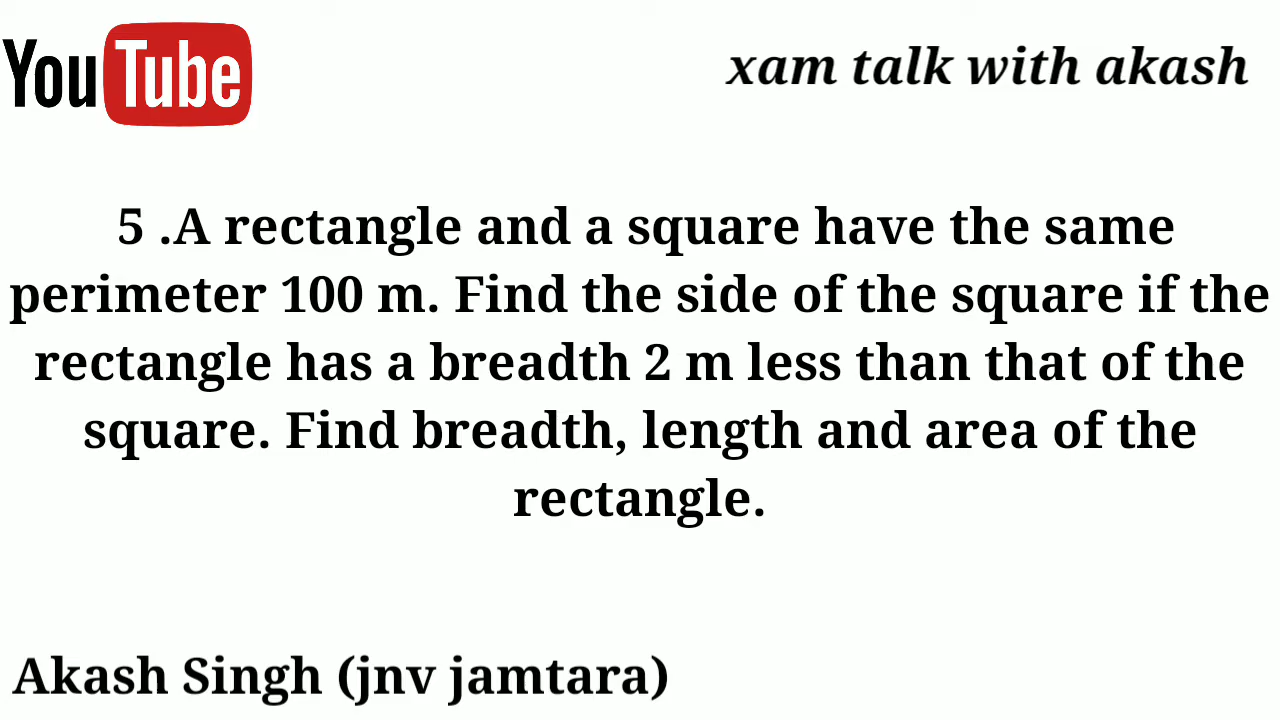 YouTube
xam talk with akash
5 .A rectangle and a square have the same
perimeter 100 m. Find the side of the square if the
rectangle has a breadth 2 m less than that of the
square. Find breadth, length and area of the
rectangle.
Akash Singh (jnv jamtara)